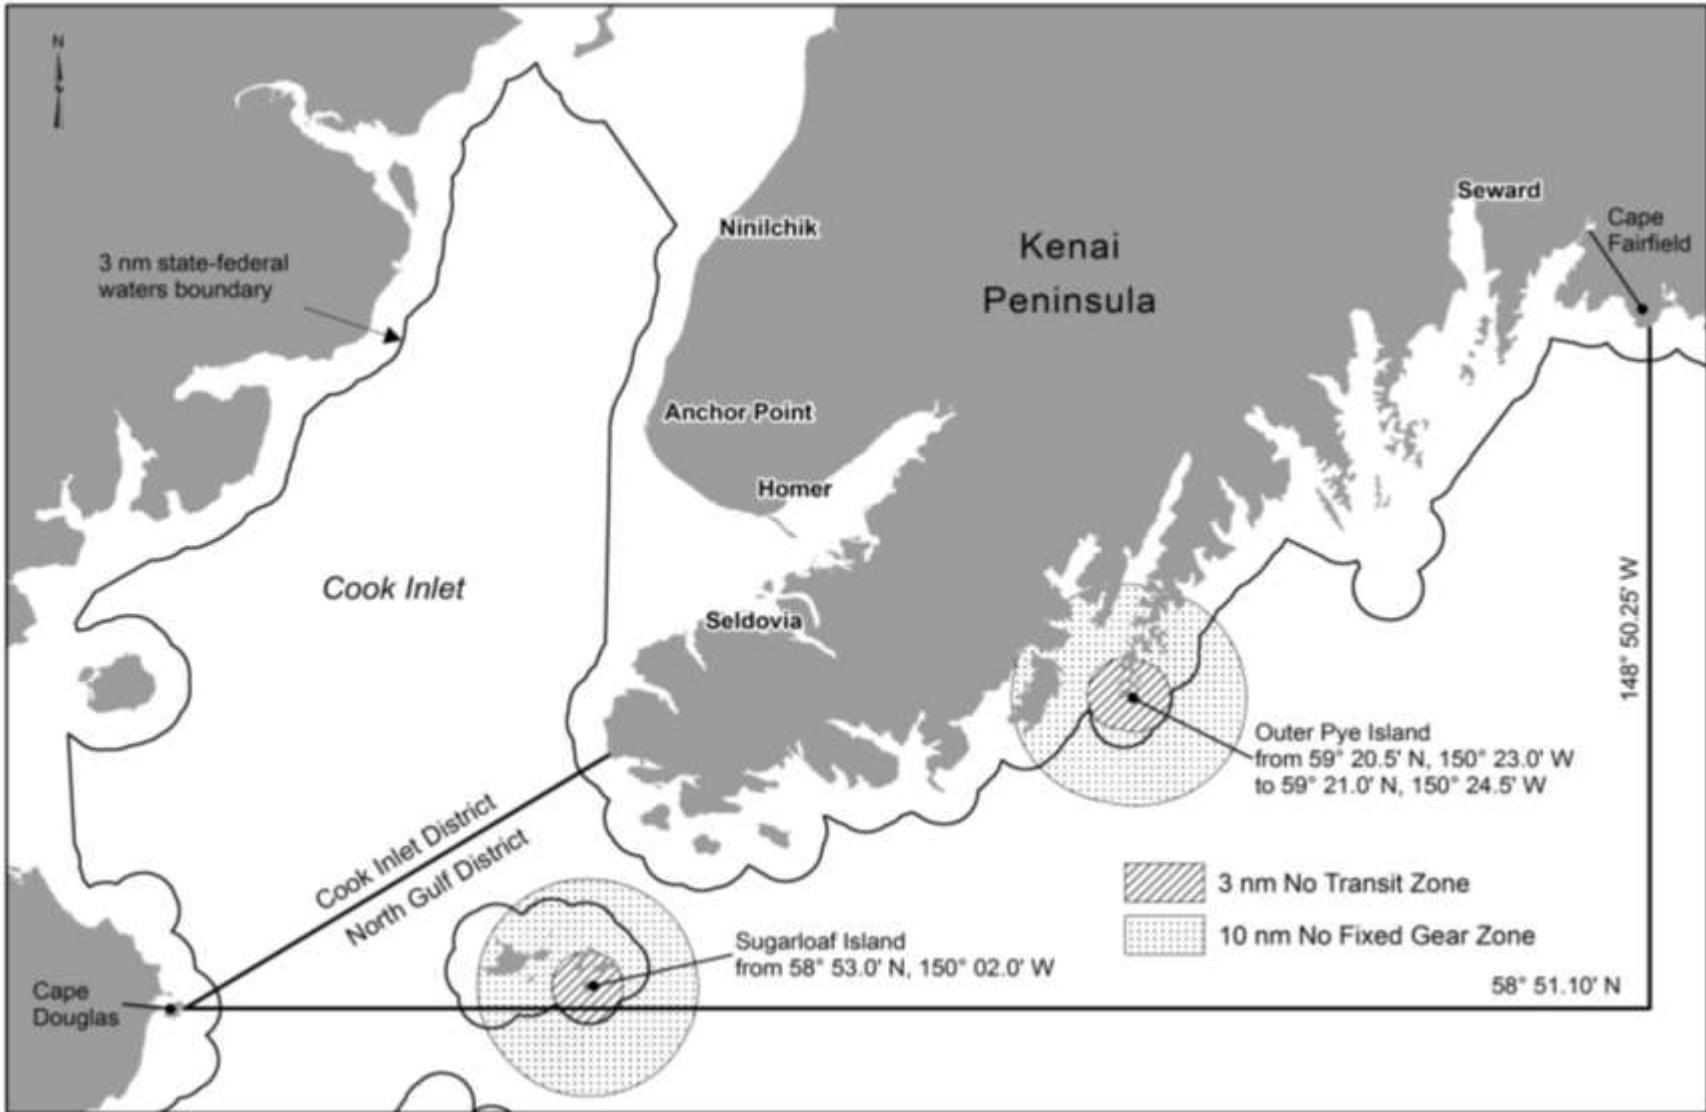 N
Seward
Cape
Fairfield
Ninilchik
Kenai
Peninsula
3 nm state-federal
waters boundary
Anchor Point
Homer
Cook Inlet
Seldovia
148° 50.25' W
Outer Pye Island
from 59° 20.5' N, 150° 23.0' W
to 59° 21.0' N, 150° 24.5' W
Cook Inlet District
North Gulf District
3 nm No Transit Zone
10 nm No Fixed Gear Zone
Sugarloaf Island
from 58° 53.0' N, 150° 02.0' W
58° 51.10' N
Cape
Douglas